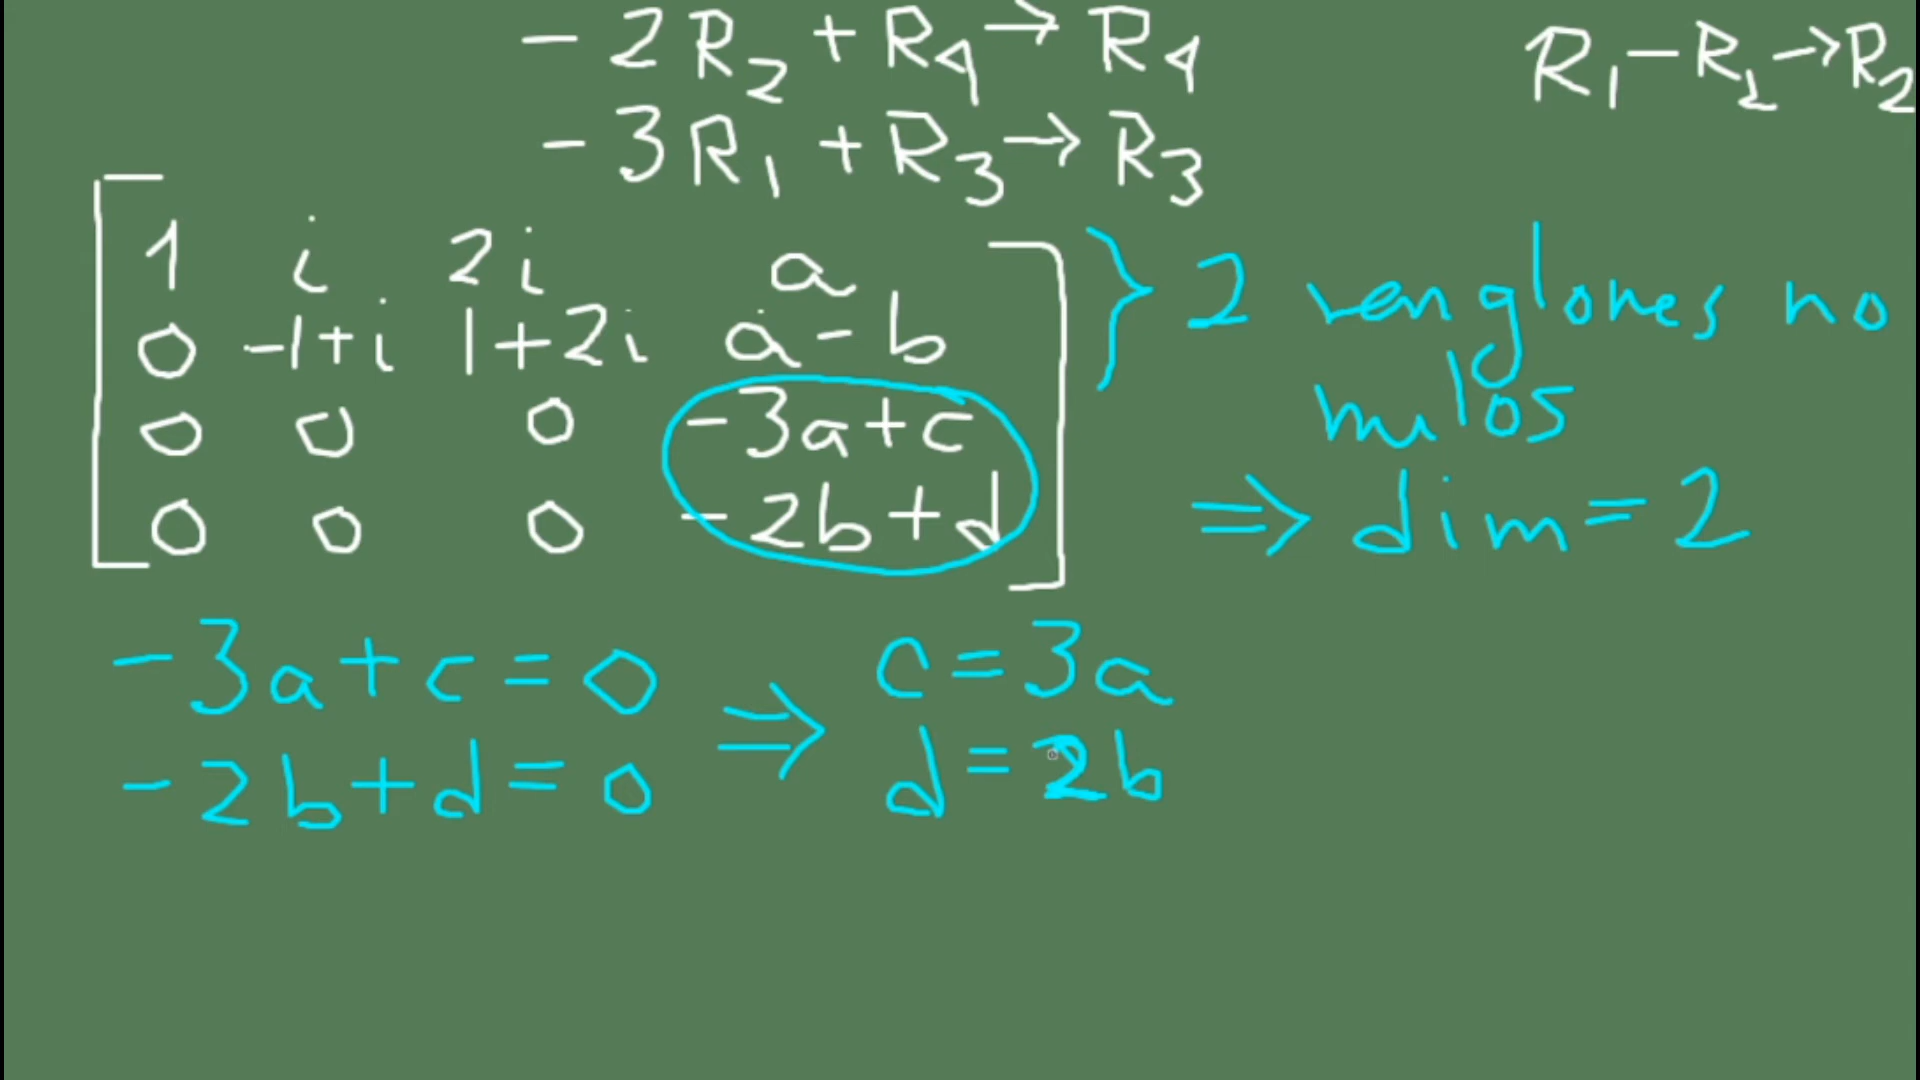 -2R₂ + R₄ → R₄
R₁ - R₂ → R₂
-3R₁ + R₃ → R₃
1 i 2i a
0 -1+i 1+2i a-b
0 0 0 -3a+c
0 0 0 -2b+d
} 2 renglones no
nulos
⇒ dim = 2
-3a+c=0 ⇒ c=3a
-2b+d=0 d=2b